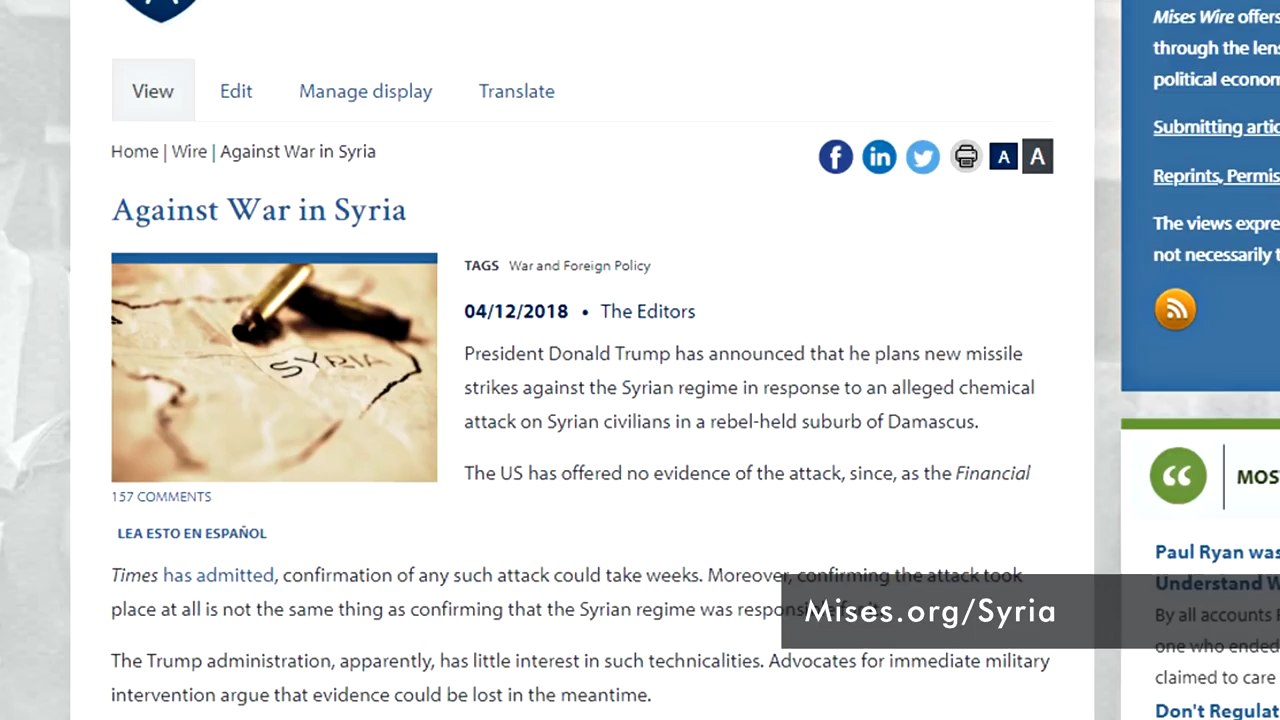 View Edit Manage display Translate
Home | Wire | Against War in Syria
f in A A
Against War in Syria
SYRIA
TAGS War and Foreign Policy
04/12/2018 • The Editors
President Donald Trump has announced that he plans new missile
strikes against the Syrian regime in response to an alleged chemical
attack on Syrian civilians in a rebel-held suburb of Damascus.
The US has offered no evidence of the attack, since, as the Financial
157 COMMENTS
LEA ESTO EN ESPAÑOL
Times has admitted, confirmation of any such attack could take weeks. Moreover, confirming the attack took
place at all is not the same thing as confirming that the Syrian regime was
The Trump administration, apparently, has little interest in such technicalities. Advocates for immediate military
intervention argue that evidence could be lost in the meantime.
Mises.org/Syria
Mises Wire offers
through the lens
political
Submitting
Reprints,
The views
not necessarily
Paul Ryan was
Understand
By all accounts
one who ended
claimed to care
Don't